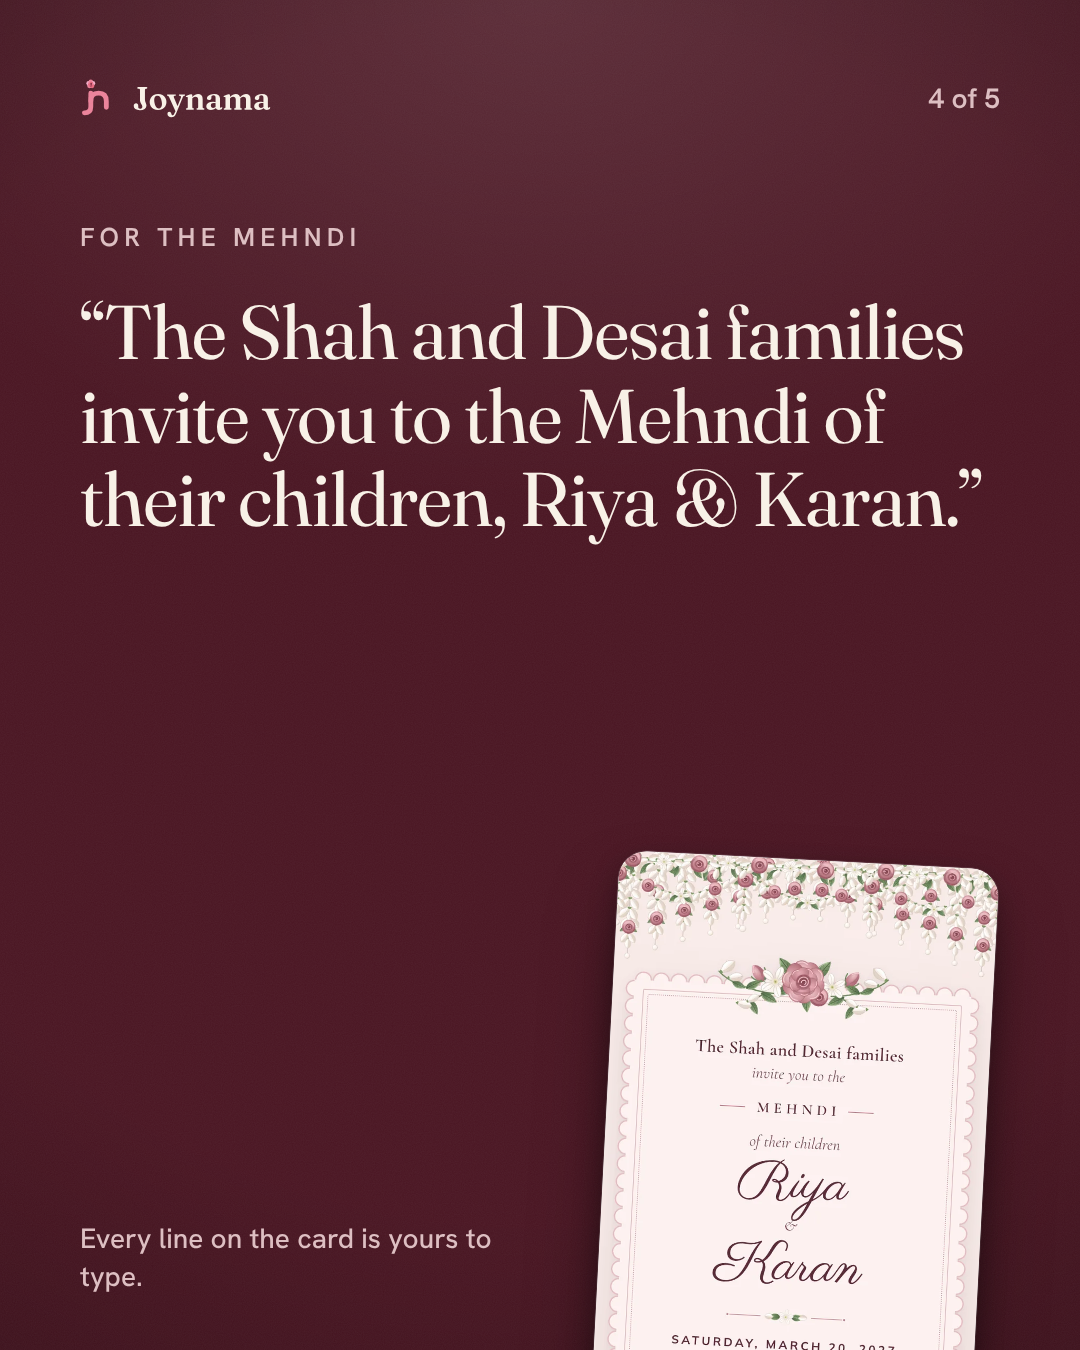 Joynama
4 of 5
FOR THE MEHNDI
“The Shah and Desai families
invite you to the Mehndi of
their children, Riya & Karan.”
The Shah and Desai families
invite you to the
MEHNDI
of their children
Riya
&
Karan
Every line on the card is yours to
type.
SATURDAY, MARCH 20, 2027